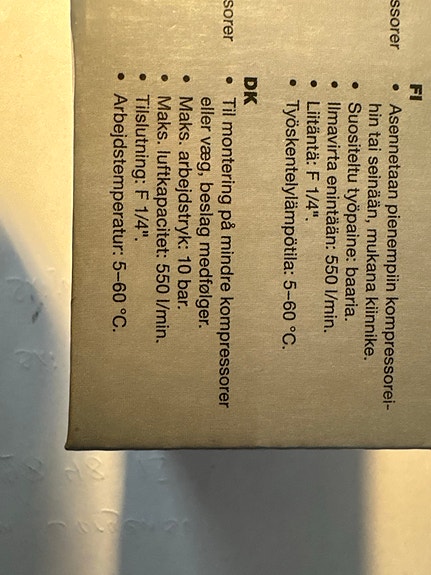 ssorer
FI
• Asennetaan pienempiin kompressorei-
hin tai seinään, mukana kiinnike.
• Suositeltu työpaine: baaria.
• Ilmavirta enintään: 550 l/min.
• Liitäntä: F 1/4".
• Työskentelylämpötila: 5–60 °C.
sorer
DK
• Til montering på mindre kompressorer
eller væg, beslag medfølger.
• Maks. arbejdstryk: 10 bar.
• Maks. luftkapacitet: 550 l/min.
• Tilslutning: F 1/4".
• Arbejdstemperatur: 5–60 °C.